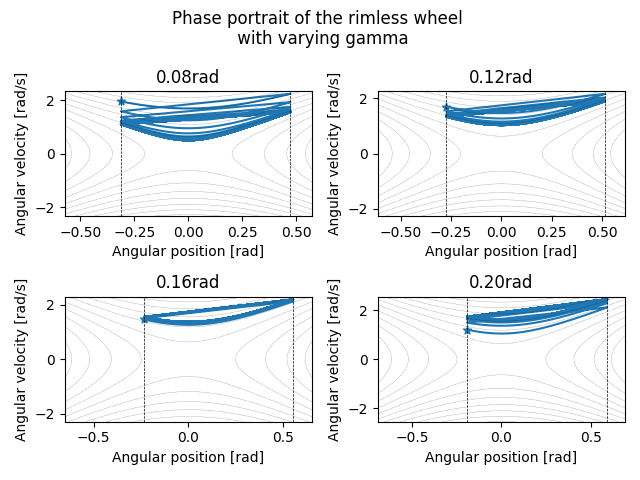 Phase portrait of the rimless wheel
with varying gamma
0.08rad
Angular velocity [rad/s]
2
0
−2
−0.50
−0.25
0.00
0.25
0.50
Angular position [rad]
0.12rad
Angular velocity [rad/s]
2
0
−2
−0.50
−0.25
0.00
0.25
0.50
Angular position [rad]
0.16rad
Angular velocity [rad/s]
2
0
−2
−0.5
0.0
0.5
Angular position [rad]
0.20rad
Angular velocity [rad/s]
2
0
−2
−0.5
0.0
0.5
Angular position [rad]